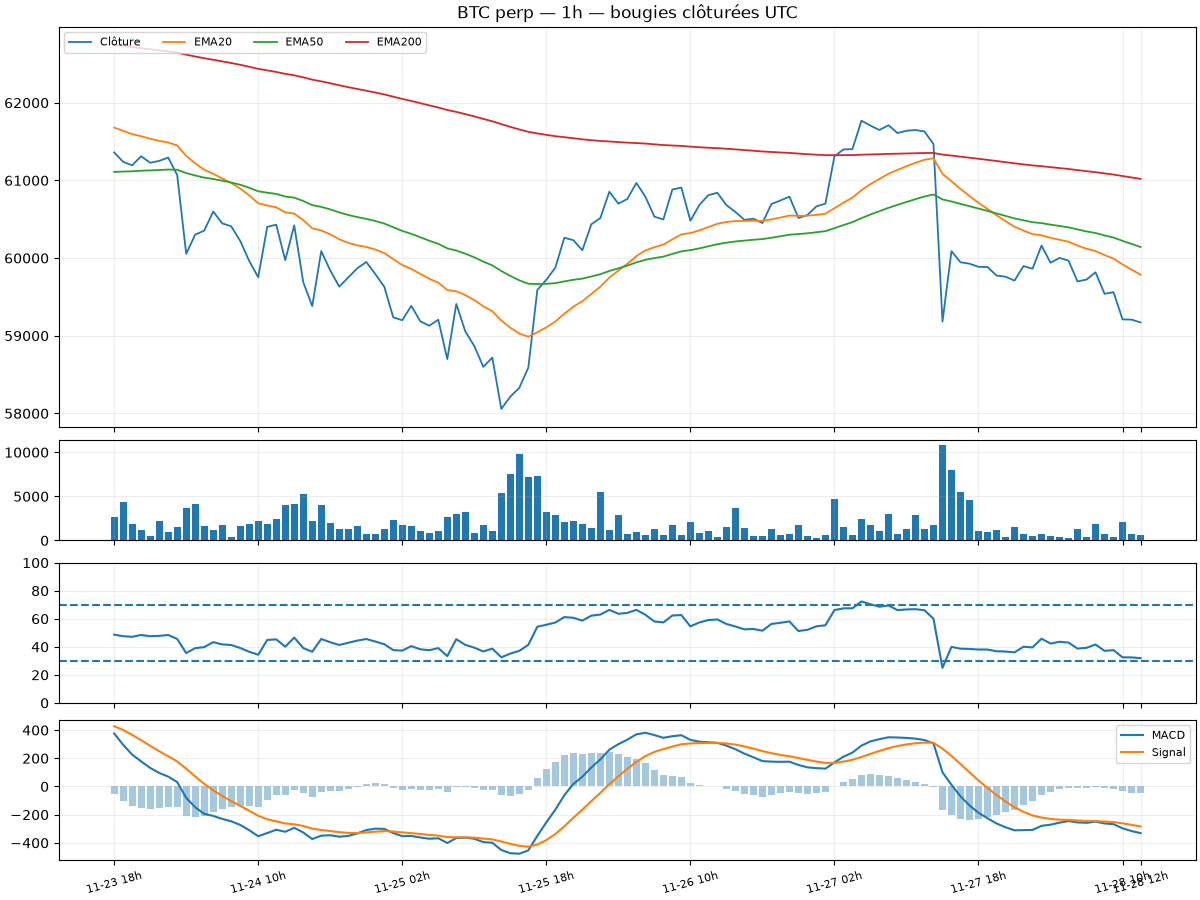 BTC perp — 1h — bougies clôturées UTC
Clôture EMA20 EMA50 EMA200
62000
61000
60000
59000
58000
10000
5000
0
100
80
60
40
20
0
400
200
0
−200
−400
MACD
Signal
11-23 18h
11-24 10h
11-25 02h
11-25 18h
11-26 10h
11-27 02h
11-27 18h
11-28 10h
11-28 12h